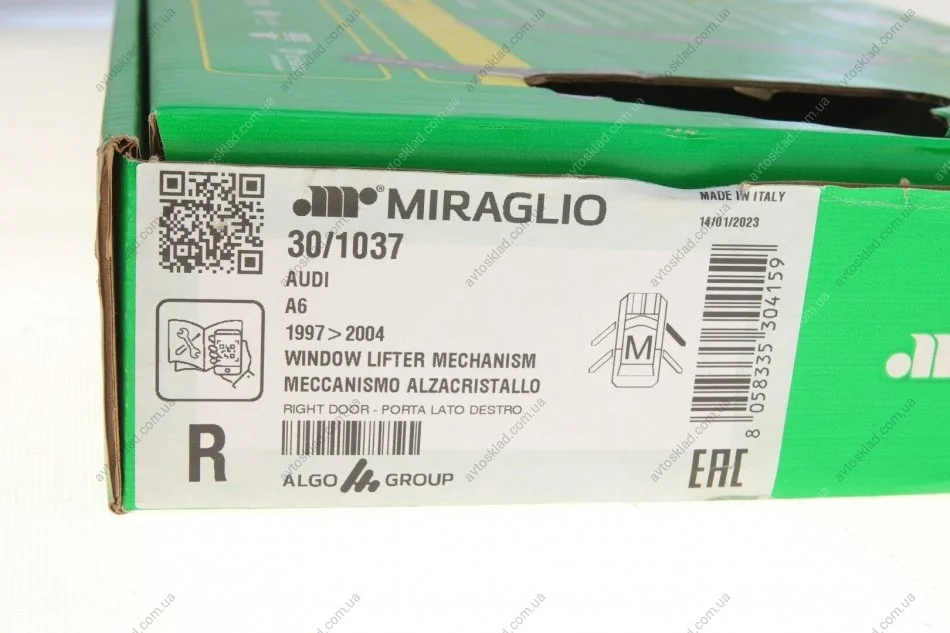 MIRAGLIO
MADE IN ITALY
14/01/2023
30/1037
AUDI
A6
1997>2004
WINDOW LIFTER MECHANISM
MECCANISMO ALZACRISTALLO
RIGHT DOOR - PORTA LATO DESTRO
R
ALGO GROUP
M
8 058335 304159
EAC
avtosklad.com.ua